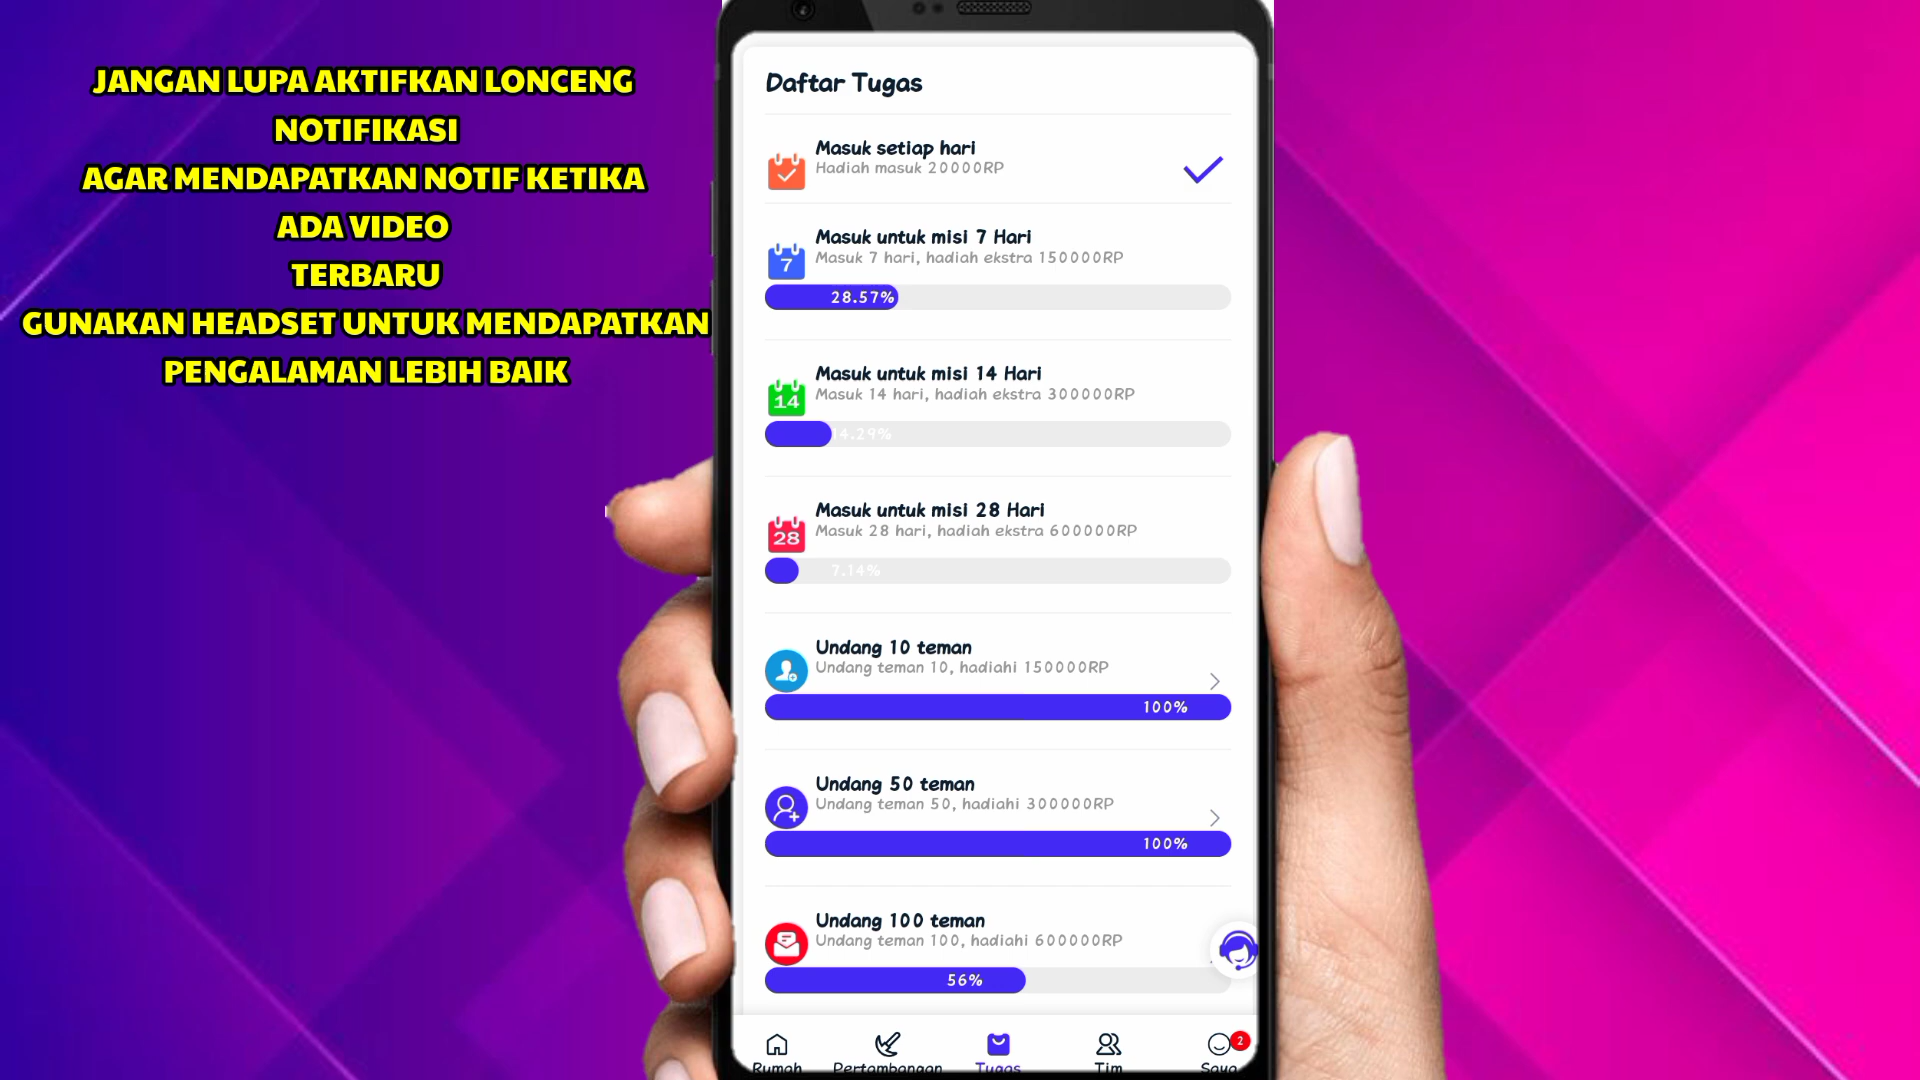 JANGAN LUPA AKTIFKAN LONCENG
NOTIFIKASI
AGAR MENDAPATKAN NOTIF KETIKA
ADA VIDEO
TERBARU
GUNAKAN HEADSET UNTUK MENDAPATKAN
PENGALAMAN LEBIH BAIK
Daftar Tugas
Masuk setiap hari
Hadiah masuk 20000RP
Masuk untuk misi 7 Hari
7
Masuk 7 hari, hadiah ekstra 150000RP
28.57%
Masuk untuk misi 14 Hari
14
Masuk 14 hari, hadiah ekstra 300000RP
14.29%
Masuk untuk misi 28 Hari
28
Masuk 28 hari, hadiah ekstra 600000RP
7.14%
Undang 10 teman
Undang teman 10, hadiahi 150000RP
100%
Undang 50 teman
Undang teman 50, hadiahi 300000RP
100%
Undang 100 teman
Undang teman 100, hadiahi 600000RP
56%
2
Rumah Pertambangan Tugas Tim Saya